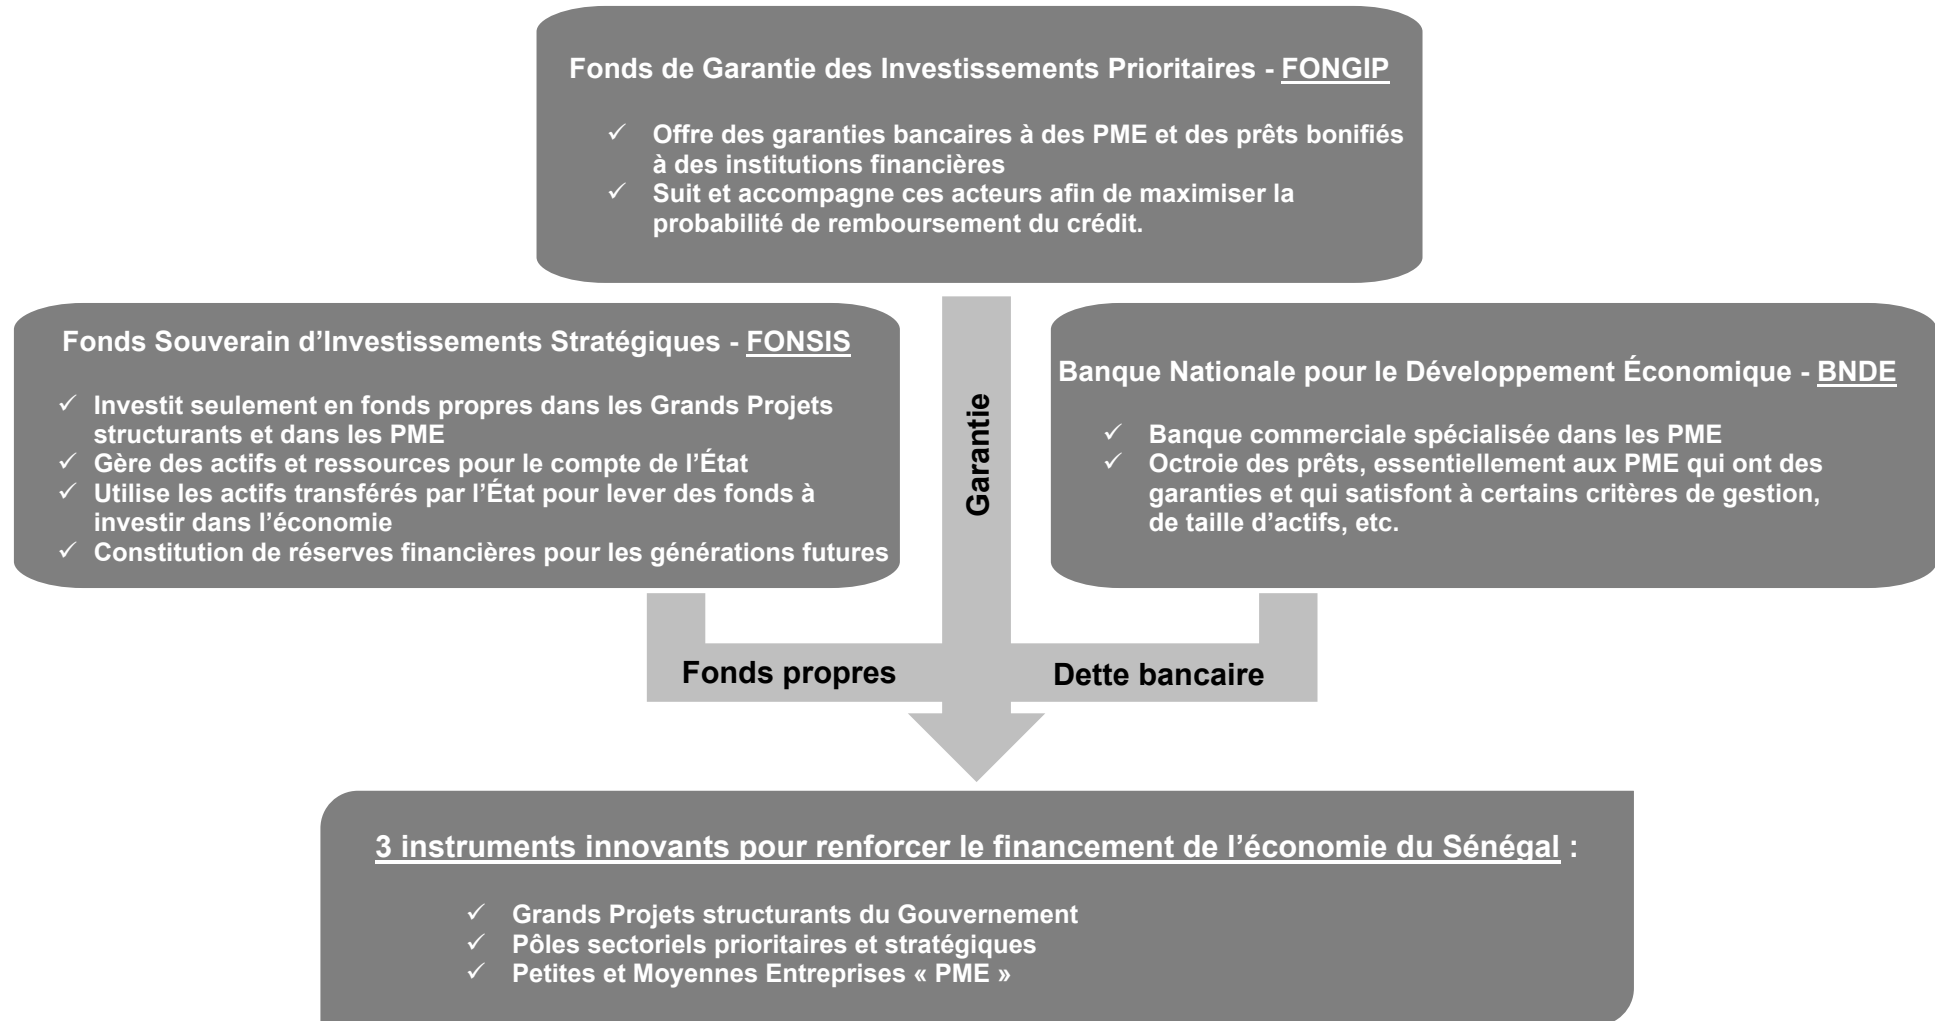 Fonds de Garantie des Investissements Prioritaires - FONGIP
✓ Offre des garanties bancaires à des PME et des prêts bonifiés
à des institutions financières
✓ Suit et accompagne ces acteurs afin de maximiser la
probabilité de remboursement du crédit.
Fonds Souverain d’Investissements Stratégiques - FONSIS
✓ Investit seulement en fonds propres dans les Grands Projets
structurants et dans les PME
✓ Gère des actifs et ressources pour le compte de l’État
✓ Utilise les actifs transférés par l’État pour lever des fonds à
investir dans l’économie
✓ Constitution de réserves financières pour les générations futures
Garantie
Banque Nationale pour le Développement Économique - BNDE
✓ Banque commerciale spécialisée dans les PME
✓ Octroie des prêts, essentiellement aux PME qui ont des
garanties et qui satisfont à certains critères de gestion,
de taille d’actifs, etc.
Fonds propres
Dette bancaire
3 instruments innovants pour renforcer le financement de l’économie du Sénégal :
✓ Grands Projets structurants du Gouvernement
✓ Pôles sectoriels prioritaires et stratégiques
✓ Petites et Moyennes Entreprises « PME »